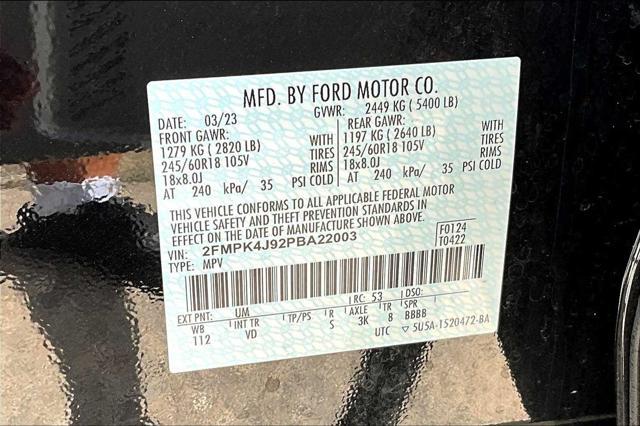 MFD. BY FORD MOTOR CO.
DATE: 03/23 GVWR: 2449 KG ( 5400 LB)
FRONT GAWR: REAR GAWR:
1279 KG ( 2820 LB) WITH 1197 KG ( 2640 LB) WITH
245/60R18 105V TIRES 245/60R18 105V TIRES
18x8.0J RIMS 18x8.0J RIMS
AT 240 kPa/ 35 PSI COLD AT 240 kPa/ 35 PSI COLD
THIS VEHICLE CONFORMS TO ALL APPLICABLE FEDERAL MOTOR
VEHICLE SAFETY AND THEFT PREVENTION STANDARDS IN
EFFECT ON THE DATE OF MANUFACTURE SHOWN ABOVE.
VIN: 2FMPK4J92PBA22003 F0124
TYPE: MPV T0422
EXT PNT: UM RC: 53 DSO:
WB INT TR TP/PS R AXLE TR SPR
112 VD S 3K 8 BBBB
UTC 5U5A-1520472-BA